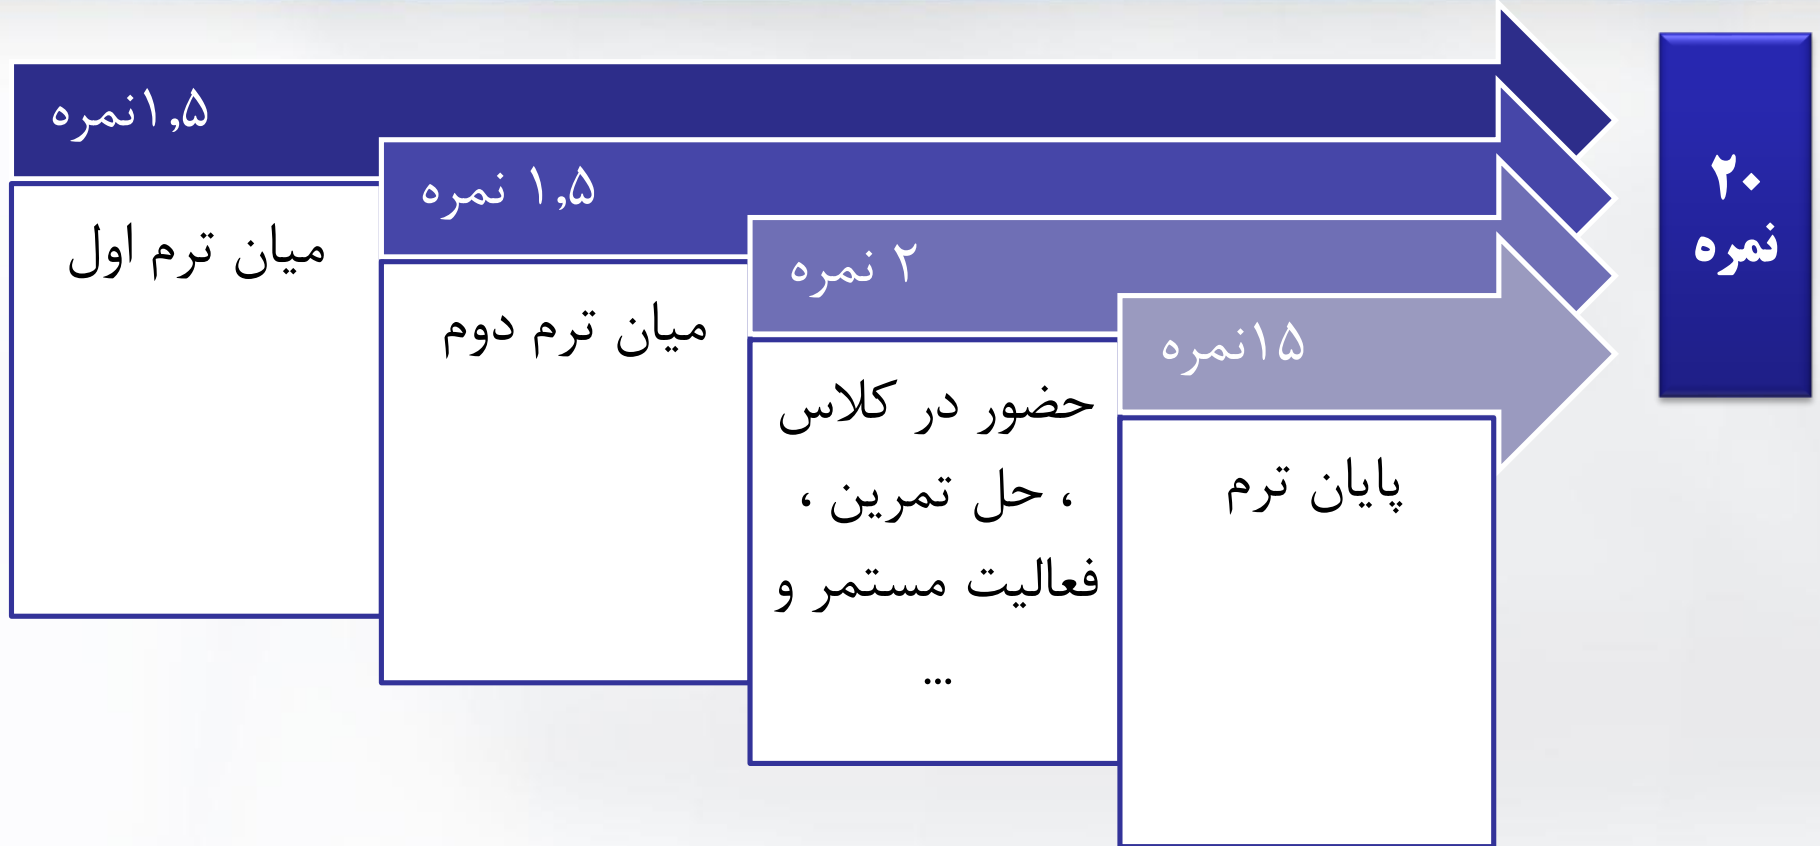 ۱,۵نمره
میان ترم اول
۱,۵ نمره
میان ترم دوم
۲ نمره
حضور در کلاس
، حل تمرین ،
فعالیت مستمر و
...
۱۵نمره
پایان ترم
۲۰
نمره